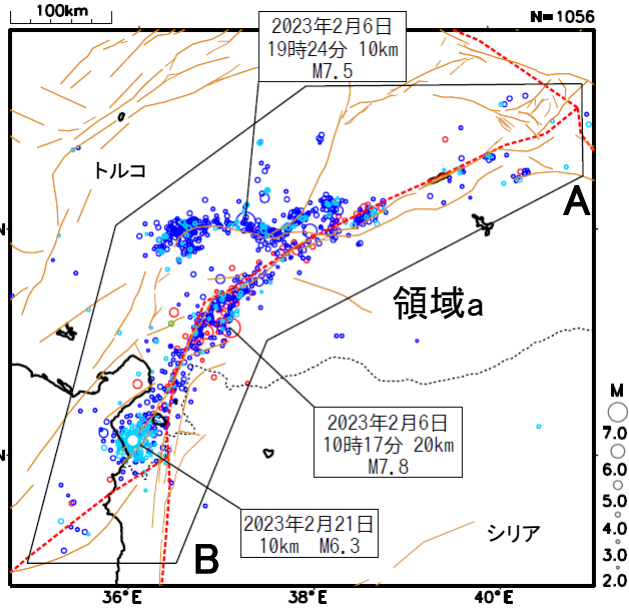 100km
N=1056
2023年2月6日
19時24分 10km
M7.5
トルコ
A
N
領域a
2023年2月6日
10時17分 20km
M7.8
M
7.0
6.0
5.0
4.0
3.0
2.0
N
2023年2月21日
10km M6.3
シリア
B
36°E
38°E
40°E